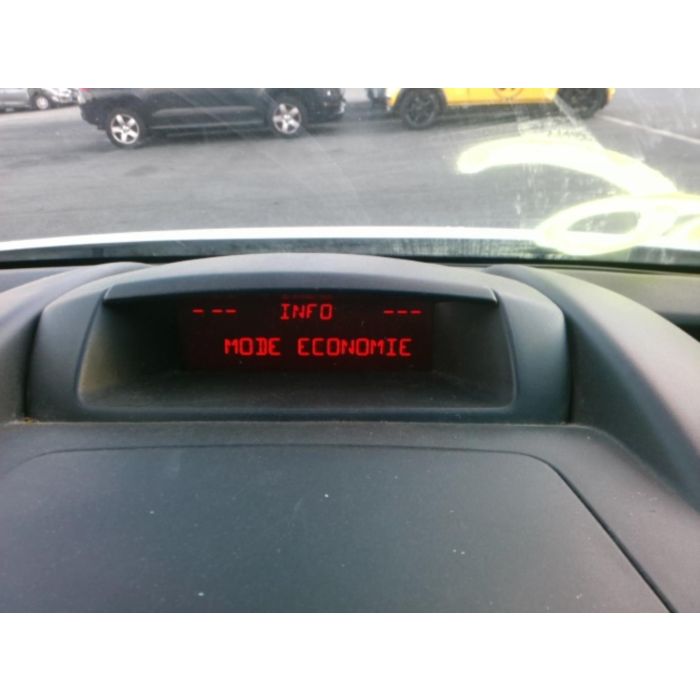 - -- INFO ---
MODE ECONOMIE